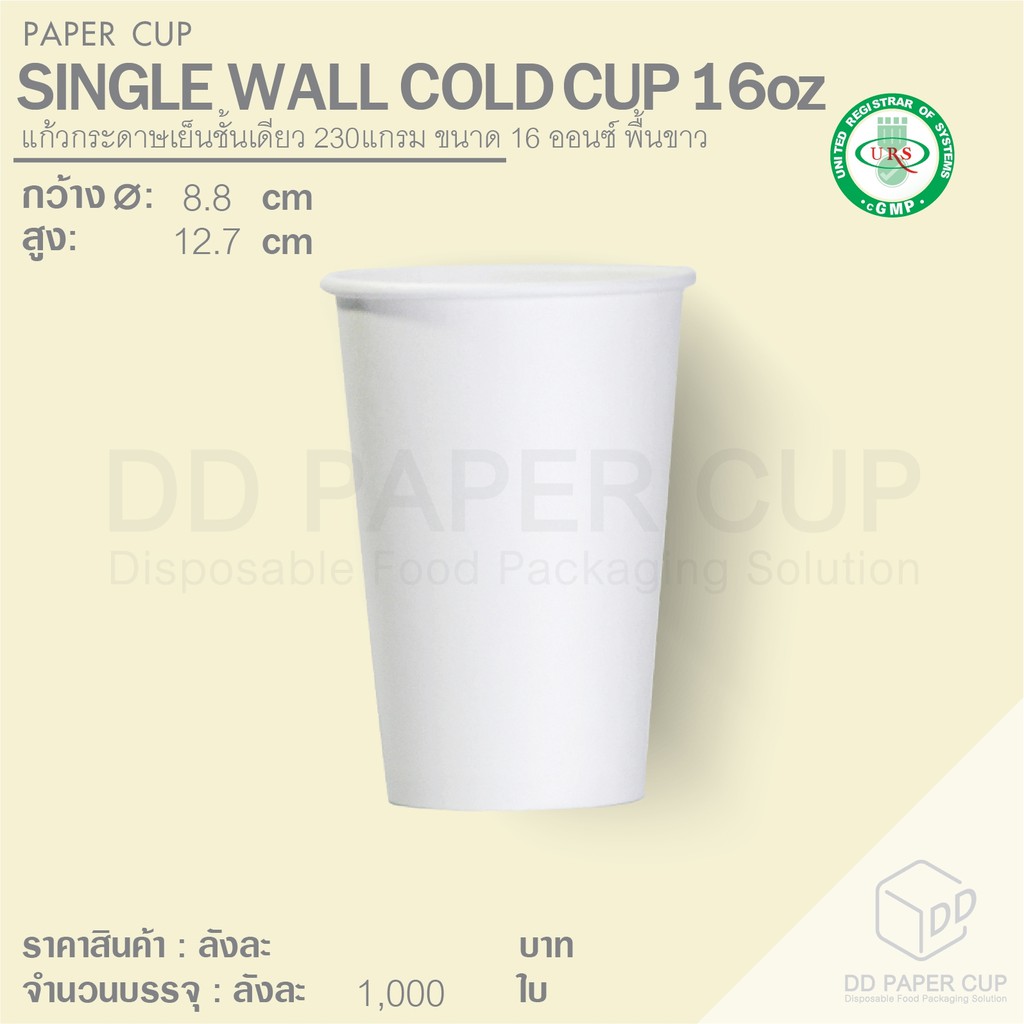 PAPER CUP
SINGLE WALL COLD CUP 16oz
แก้วกระดาษเย็นชั้นเดียว 230แกรม ขนาด 16 ออนซ์ พื้นขาว
UNITED REGISTRAR OF SYSTEMS
URS
• cGMP •
กว้าง Ø: 8.8 cm
สูง: 12.7 cm
DD PAPER CUP
Disposable Food Packaging Solution
ราคาสินค้า : ลังละ บาท
จำนวนบรรจุ : ลังละ 1,000 ใบ
DD
DD PAPER CUP
Disposable Food Packaging Solution